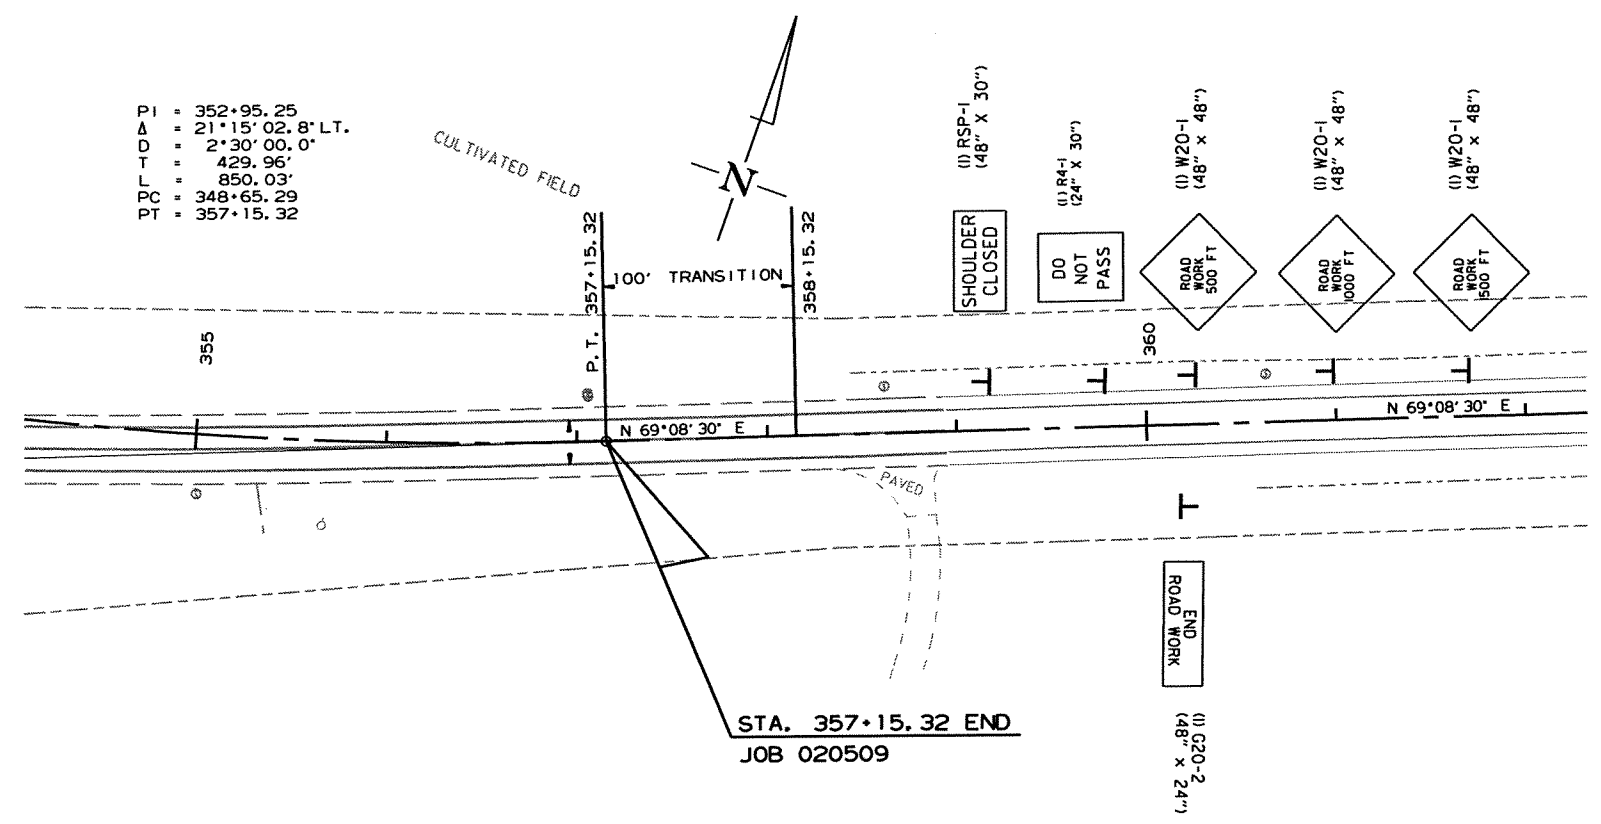 PI = 352+95.25
Δ = 21°15'02.8" LT.
D = 2°30'00.0"
T = 429.96'
L = 850.03'
PC = 348+65.29
PT = 357+15.32
CULTIVATED FIELD
N
P.T. 357+15.32
100' TRANSITION
358+15.32
(1) RSP-1
(48" X 30")
SHOULDER
CLOSED
(1) R4-1
(24" X 30")
DO
NOT
PASS
(1) W20-1
(48" x 48")
ROAD
WORK
500 FT
(1) W20-1
(48" x 48")
ROAD
WORK
1000 FT
(1) W20-1
(48" x 48")
ROAD
WORK
1500 FT
355
360
N 69°08'30" E
N 69°08'30" E
PAVED
END
ROAD WORK
(1) G20-2
(48" x 24")
STA. 357+15.32 END
JOB 020509